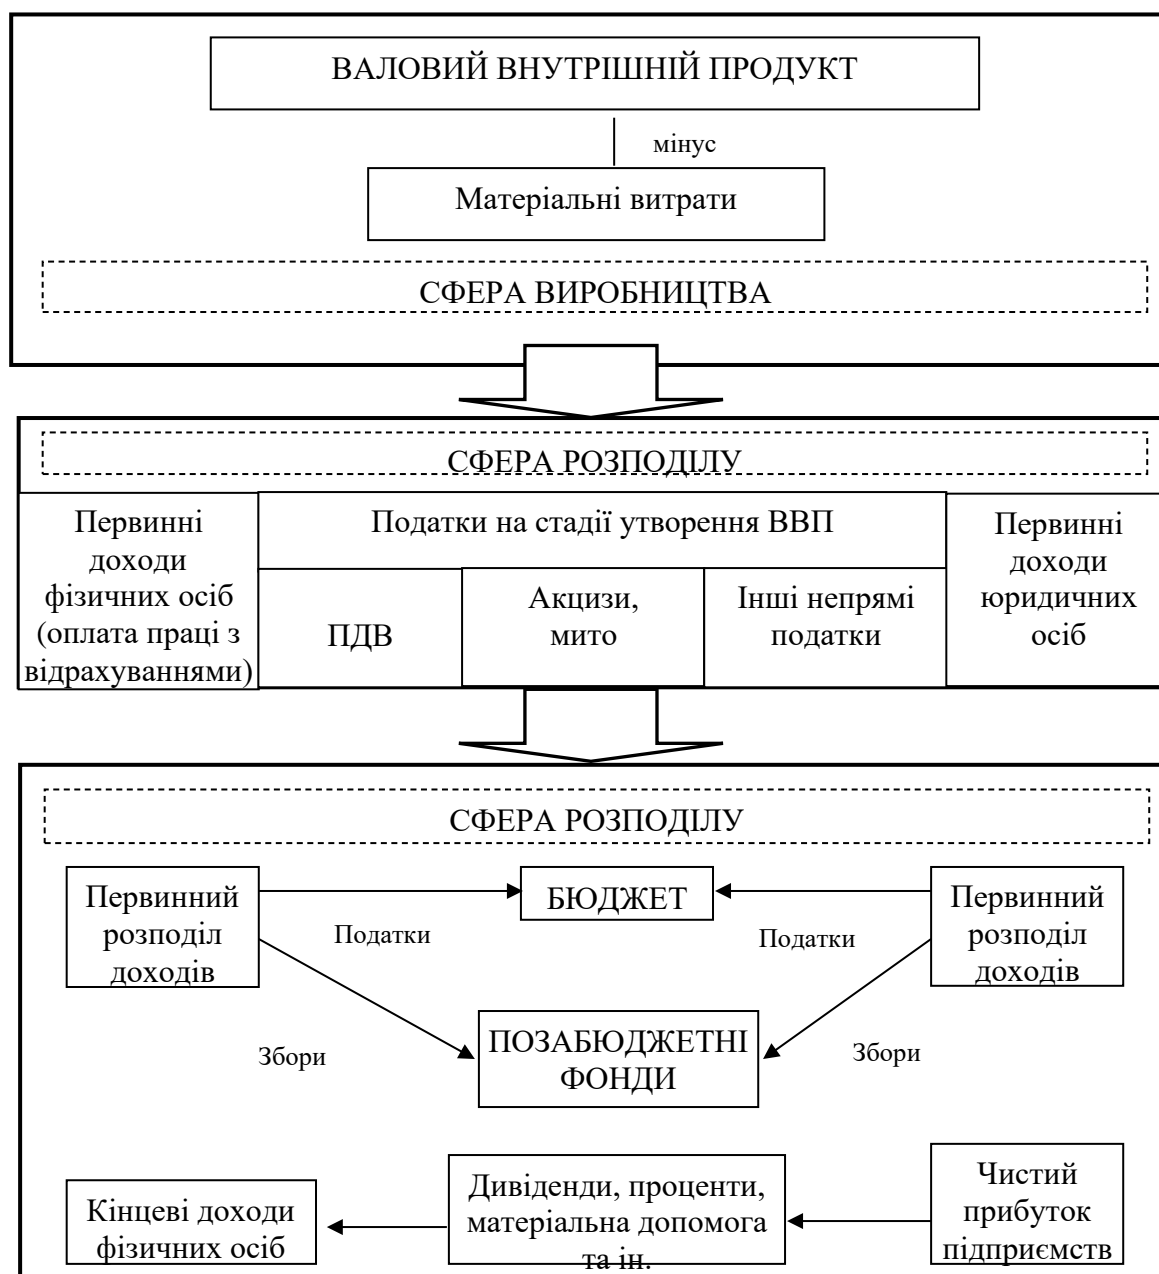 ВАЛОВИЙ ВНУТРІШНІЙ ПРОДУКТ
мінус
Матеріальні витрати
СФЕРА ВИРОБНИЦТВА
СФЕРА РОЗПОДІЛУ
Первинні
доходи
фізичних осіб
(оплата праці з
відрахуваннями)
Податки на стадії утворення ВВП
ПДВ
Акцизи,
мито
Інші непрямі
податки
Первинні
доходи
юридичних
осіб
СФЕРА РОЗПОДІЛУ
Первинний
розподіл
доходів
БЮДЖЕТ
Первинний
розподіл
доходів
Податки
Податки
ПОЗАБЮДЖЕТНІ
ФОНДИ
Збори
Збори
Кінцеві доходи
фізичних осіб
Дивіденди, проценти,
матеріальна допомога
та ін.
Чистий
прибуток
підприємств